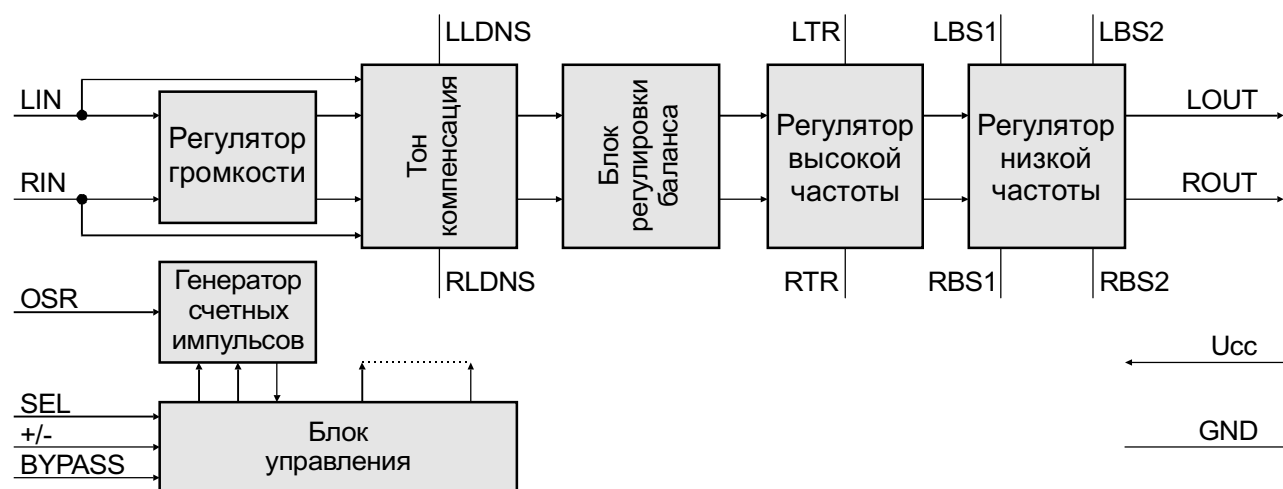 LLDNS
LTR
LBS1
LBS2
LIN
RIN
Регулятор
громкости
Тон
компенсация
Блок
регулировки
баланса
Регулятор
высокой
частоты
Регулятор
низкой
частоты
LOUT
ROUT
RLDNS
RTR
RBS1
RBS2
OSR
Генератор
счетных
импульсов
Ucc
SEL
+/-
BYPASS
Блок
управления
GND